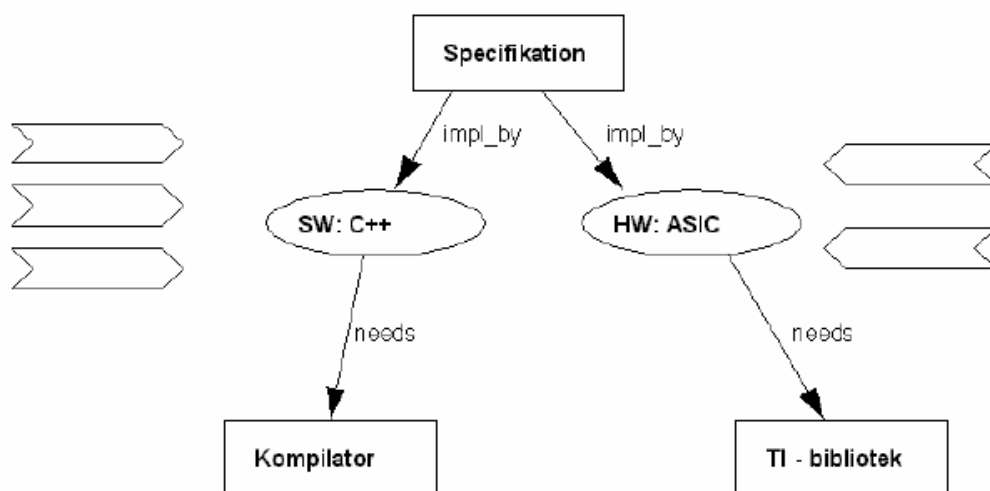 Specifikation
impl_by
impl_by
SW: C++
HW: ASIC
needs
needs
Kompilator
TI - bibliotek